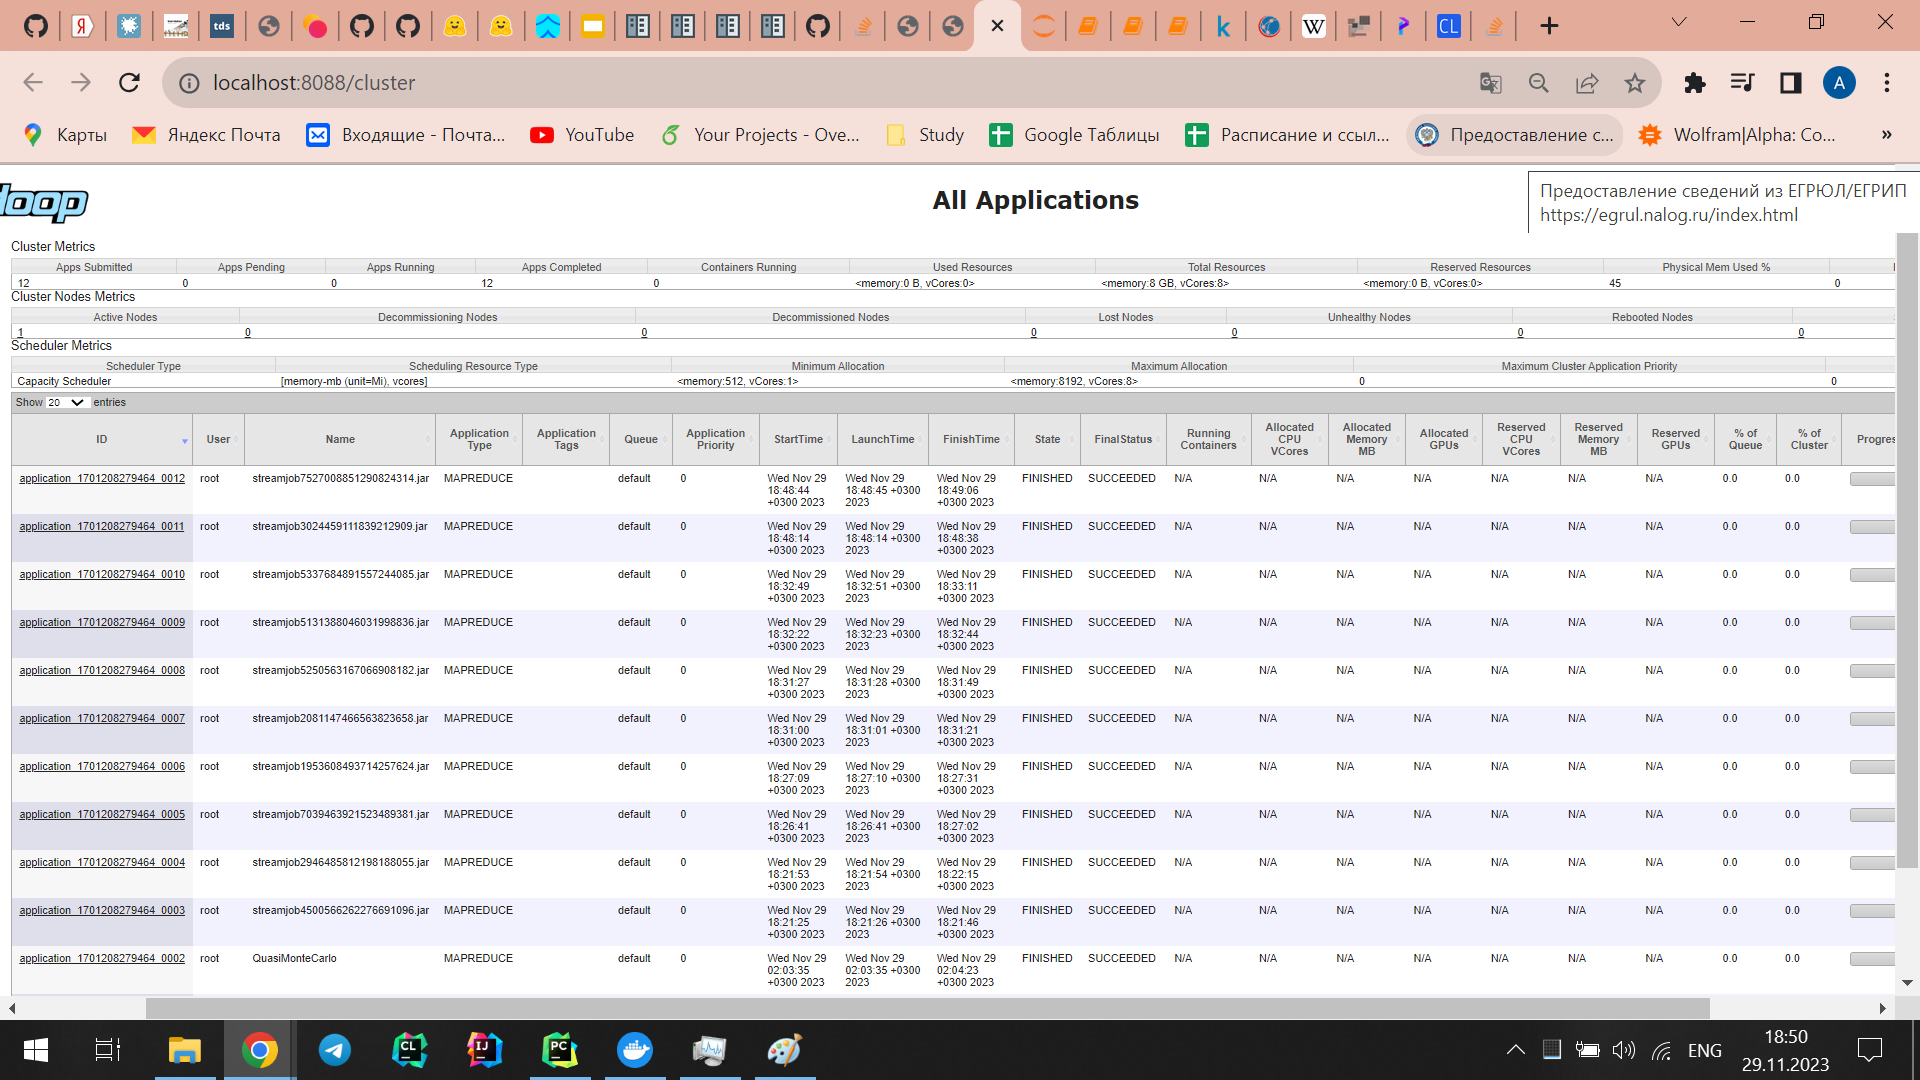 tds
CL
localhost:8088/cluster
A
Карты
Яндекс Почта
Входящие - Почта...
YouTube
Your Projects - Ove...
Study
Google Таблицы
Расписание и ссыл...
Предоставление с...
Wolfram|Alpha: Co...
»
Предоставление сведений из ЕГРЮЛ/ЕГРИП
https://egrul.nalog.ru/index.html
All Applications
Cluster Metrics
Apps Submitted Apps Pending Apps Running Apps Completed Containers Running Used Resources Total Resources Reserved Resources Physical Mem Used %
12 0 0 12 0 <memory:0 B, vCores:0> <memory:8 GB, vCores:8> <memory:0 B, vCores:0> 45 0
Cluster Nodes Metrics
Active Nodes Decommissioning Nodes Decommissioned Nodes Lost Nodes Unhealthy Nodes Rebooted Nodes
1 0 0 0 0 0 0
Scheduler Metrics
Scheduler Type Scheduling Resource Type Minimum Allocation Maximum Allocation Maximum Cluster Application Priority
Capacity Scheduler [memory-mb (unit=Mi), vcores] <memory:512, vCores:1> <memory:8192, vCores:8> 0 0
Show 20 entries
ID User Name Application Type Application Tags Queue Application Priority StartTime LaunchTime FinishTime State FinalStatus Running Containers Allocated CPU VCores Allocated Memory MB Allocated GPUs Reserved CPU VCores Reserved Memory MB Reserved GPUs % of Queue % of Cluster Progres
application_1701208279464_0012 root streamjob7527008851290824314.jar MAPREDUCE default 0 Wed Nov 29 18:48:44 +0300 2023 Wed Nov 29 18:48:45 +0300 2023 Wed Nov 29 18:49:06 +0300 2023 FINISHED SUCCEEDED N/A N/A N/A N/A N/A N/A N/A 0.0 0.0
application_1701208279464_0011 root streamjob3024459111839212909.jar MAPREDUCE default 0 Wed Nov 29 18:48:14 +0300 2023 Wed Nov 29 18:48:14 +0300 2023 Wed Nov 29 18:48:38 +0300 2023 FINISHED SUCCEEDED N/A N/A N/A N/A N/A N/A N/A 0.0 0.0
application_1701208279464_0010 root streamjob5337684891557244085.jar MAPREDUCE default 0 Wed Nov 29 18:32:49 +0300 2023 Wed Nov 29 18:32:51 +0300 2023 Wed Nov 29 18:33:11 +0300 2023 FINISHED SUCCEEDED N/A N/A N/A N/A N/A N/A N/A 0.0 0.0
application_1701208279464_0009 root streamjob5131388046031998836.jar MAPREDUCE default 0 Wed Nov 29 18:32:22 +0300 2023 Wed Nov 29 18:32:23 +0300 2023 Wed Nov 29 18:32:44 +0300 2023 FINISHED SUCCEEDED N/A N/A N/A N/A N/A N/A N/A 0.0 0.0
application_1701208279464_0008 root streamjob5250563167066908182.jar MAPREDUCE default 0 Wed Nov 29 18:31:27 +0300 2023 Wed Nov 29 18:31:28 +0300 2023 Wed Nov 29 18:31:49 +0300 2023 FINISHED SUCCEEDED N/A N/A N/A N/A N/A N/A N/A 0.0 0.0
application_1701208279464_0007 root streamjob2081147466563823658.jar MAPREDUCE default 0 Wed Nov 29 18:31:00 +0300 2023 Wed Nov 29 18:31:01 +0300 2023 Wed Nov 29 18:31:21 +0300 2023 FINISHED SUCCEEDED N/A N/A N/A N/A N/A N/A N/A 0.0 0.0
application_1701208279464_0006 root streamjob1953608493714257624.jar MAPREDUCE default 0 Wed Nov 29 18:27:09 +0300 2023 Wed Nov 29 18:27:10 +0300 2023 Wed Nov 29 18:27:31 +0300 2023 FINISHED SUCCEEDED N/A N/A N/A N/A N/A N/A N/A 0.0 0.0
application_1701208279464_0005 root streamjob7039463921523489381.jar MAPREDUCE default 0 Wed Nov 29 18:26:41 +0300 2023 Wed Nov 29 18:26:41 +0300 2023 Wed Nov 29 18:27:02 +0300 2023 FINISHED SUCCEEDED N/A N/A N/A N/A N/A N/A N/A 0.0 0.0
application_1701208279464_0004 root streamjob2946485812198188055.jar MAPREDUCE default 0 Wed Nov 29 18:21:53 +0300 2023 Wed Nov 29 18:21:54 +0300 2023 Wed Nov 29 18:22:15 +0300 2023 FINISHED SUCCEEDED N/A N/A N/A N/A N/A N/A N/A 0.0 0.0
application_1701208279464_0003 root streamjob4500566262276691096.jar MAPREDUCE default 0 Wed Nov 29 18:21:25 +0300 2023 Wed Nov 29 18:21:26 +0300 2023 Wed Nov 29 18:21:46 +0300 2023 FINISHED SUCCEEDED N/A N/A N/A N/A N/A N/A N/A 0.0 0.0
application_1701208279464_0002 root QuasiMonteCarlo MAPREDUCE default 0 Wed Nov 29 02:03:35 +0300 2023 Wed Nov 29 02:03:35 +0300 2023 Wed Nov 29 02:04:23 +0300 2023 FINISHED SUCCEEDED N/A N/A N/A N/A N/A N/A N/A 0.0 0.0
CL
IJ
PC
ENG
18:50
29.11.2023